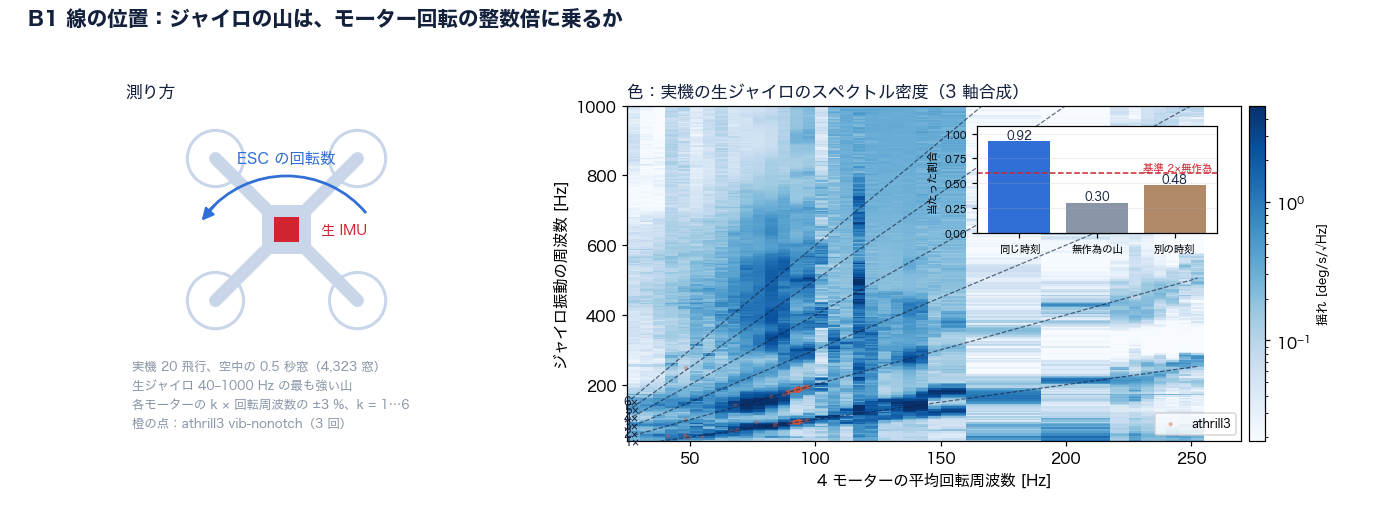 B1 線の位置：ジャイロの山は、モーター回転の整数倍に乗るか
測り方
ESC の回転数
生 IMU
実機 20 飛行、空中の 0.5 秒窓（4,323 窓）
生ジャイロ 40–1000 Hz の最も強い山
各モーターの k × 回転周波数の ±3 %、k = 1…6
橙の点：athrill3 vib-nonotch（3 回）
色：実機の生ジャイロのスペクトル密度（3 軸合成）
ジャイロ振動の周波数 [Hz]
1000
800
600
400
200
50
100
150
200
250
4 モーターの平均回転周波数 [Hz]
当たった割合
1.00
0.75
0.50
0.25
0.00
0.92
0.30
0.48
基準 2×無作為
同じ時刻
無作為の山
別の時刻
athrill3
10⁰
10⁻¹
揺れ [deg/s/√Hz]